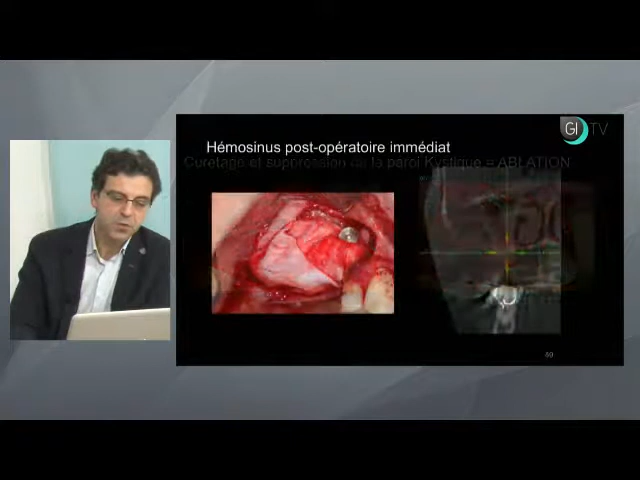 GI TV
Hémosinus post-opératoire immédiat
Curetage et suppression de la paroi Kystique = ABLATION
60